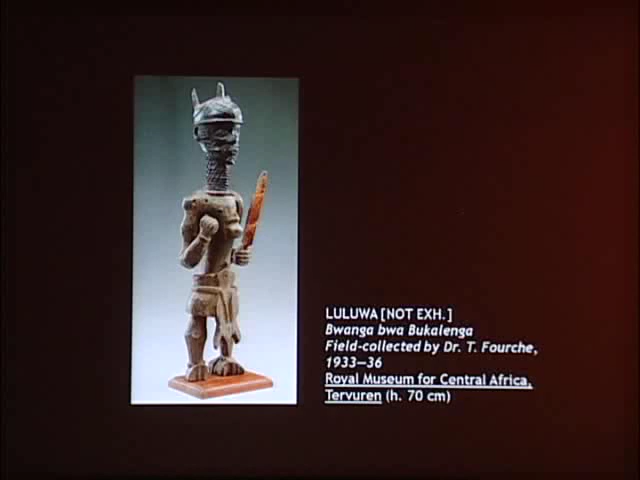 LULUWA [NOT EXH.]
Bwanga bwa Bukalenga
Field-collected by Dr. T. Fourche,
1933—36
Royal Museum for Central Africa,
Tervuren (h. 70 cm)